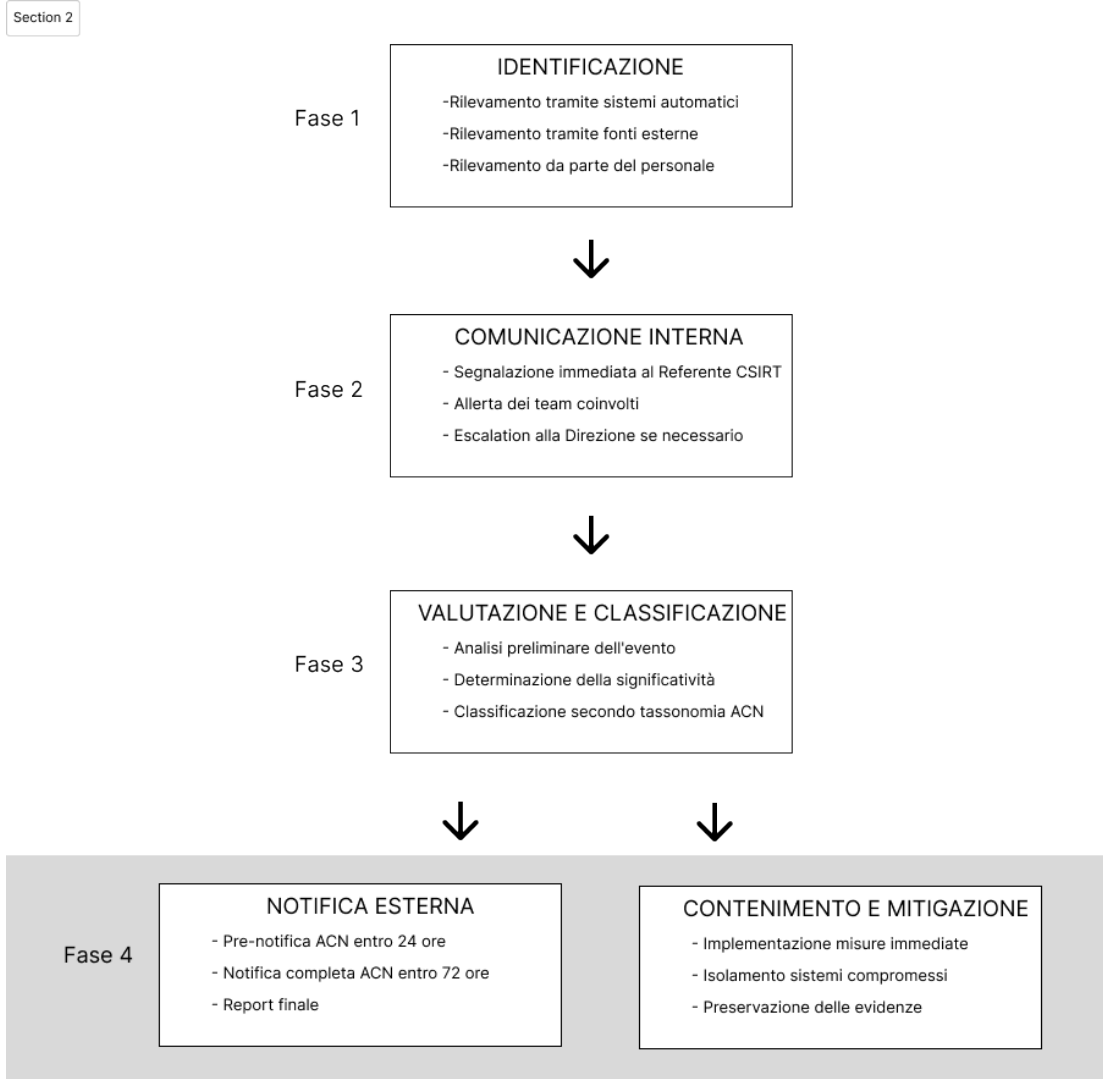 Section 2
IDENTIFICAZIONE
Fase 1
-Rilevamento tramite sistemi automatici
-Rilevamento tramite fonti esterne
-Rilevamento da parte del personale
COMUNICAZIONE INTERNA
Fase 2
- Segnalazione immediata al Referente CSIRT
- Allerta dei team coinvolti
- Escalation alla Direzione se necessario
VALUTAZIONE E CLASSIFICAZIONE
Fase 3
- Analisi preliminare dell'evento
- Determinazione della significatività
- Classificazione secondo tassonomia ACN
Fase 4
NOTIFICA ESTERNA
- Pre-notifica ACN entro 24 ore
- Notifica completa ACN entro 72 ore
- Report finale
CONTENIMENTO E MITIGAZIONE
- Implementazione misure immediate
- Isolamento sistemi compromessi
- Preservazione delle evidenze